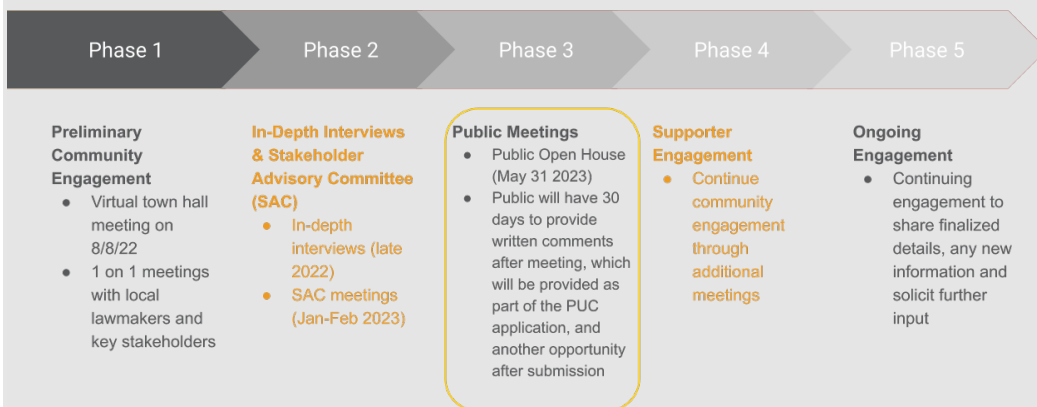 Phase 1
Phase 2
Phase 3
Phase 4
Phase 5
Preliminary
Community
Engagement
● Virtual town hall
meeting on
8/8/22
● 1 on 1 meetings
with local
lawmakers and
key stakeholders
In-Depth Interviews
& Stakeholder
Advisory Committee
(SAC)
● In-depth
interviews (late
2022)
● SAC meetings
(Jan-Feb 2023)
Public Meetings
● Public Open House
(May 31 2023)
● Public will have 30
days to provide
written comments
after meeting, which
will be provided as
part of the PUC
application, and
another opportunity
after submission
Supporter
Engagement
● Continue
community
engagement
through
additional
meetings
Ongoing
Engagement
● Continuing
engagement to
share finalized
details, any new
information and
solicit further
input